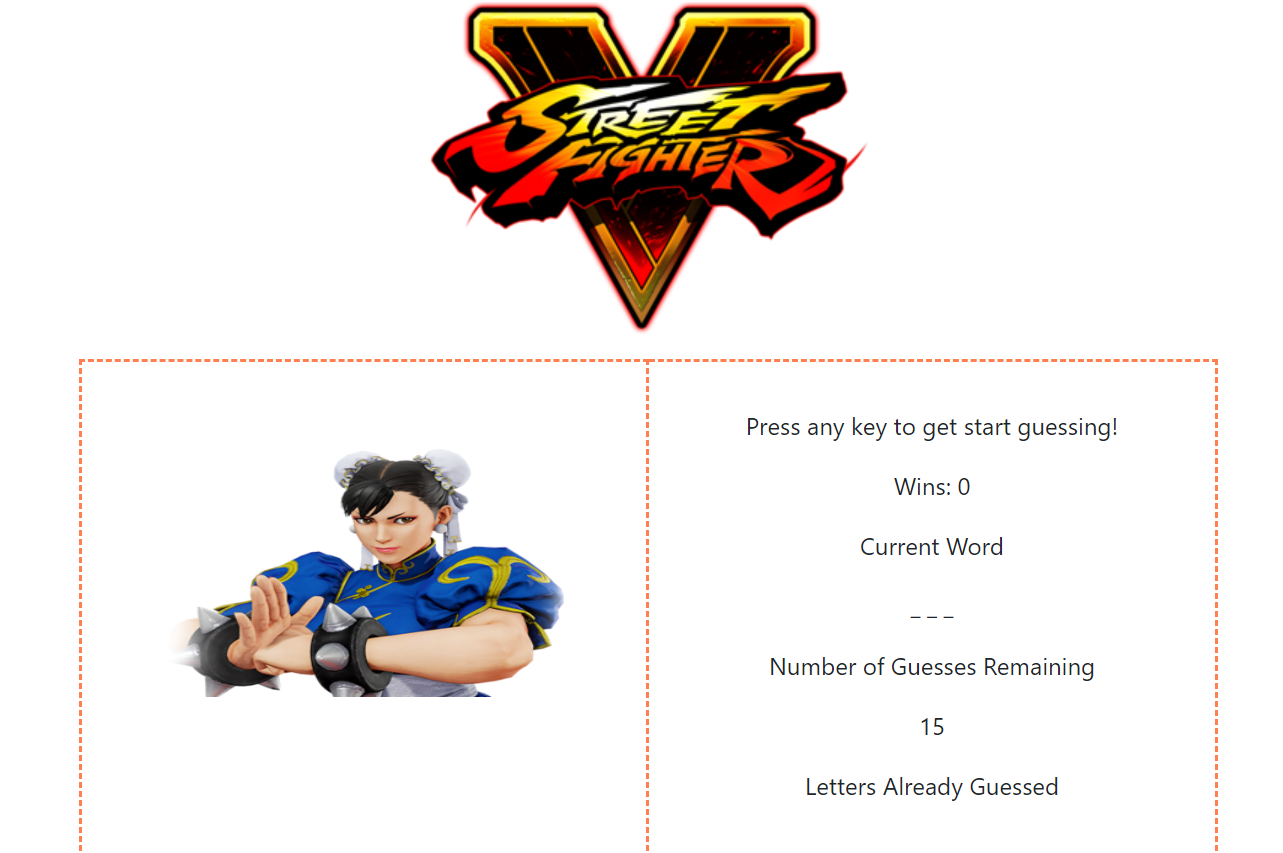 V
STREET
FIGHTER
Press any key to get start guessing!
Wins: 0
Current Word
_ _ _
Number of Guesses Remaining
15
Letters Already Guessed